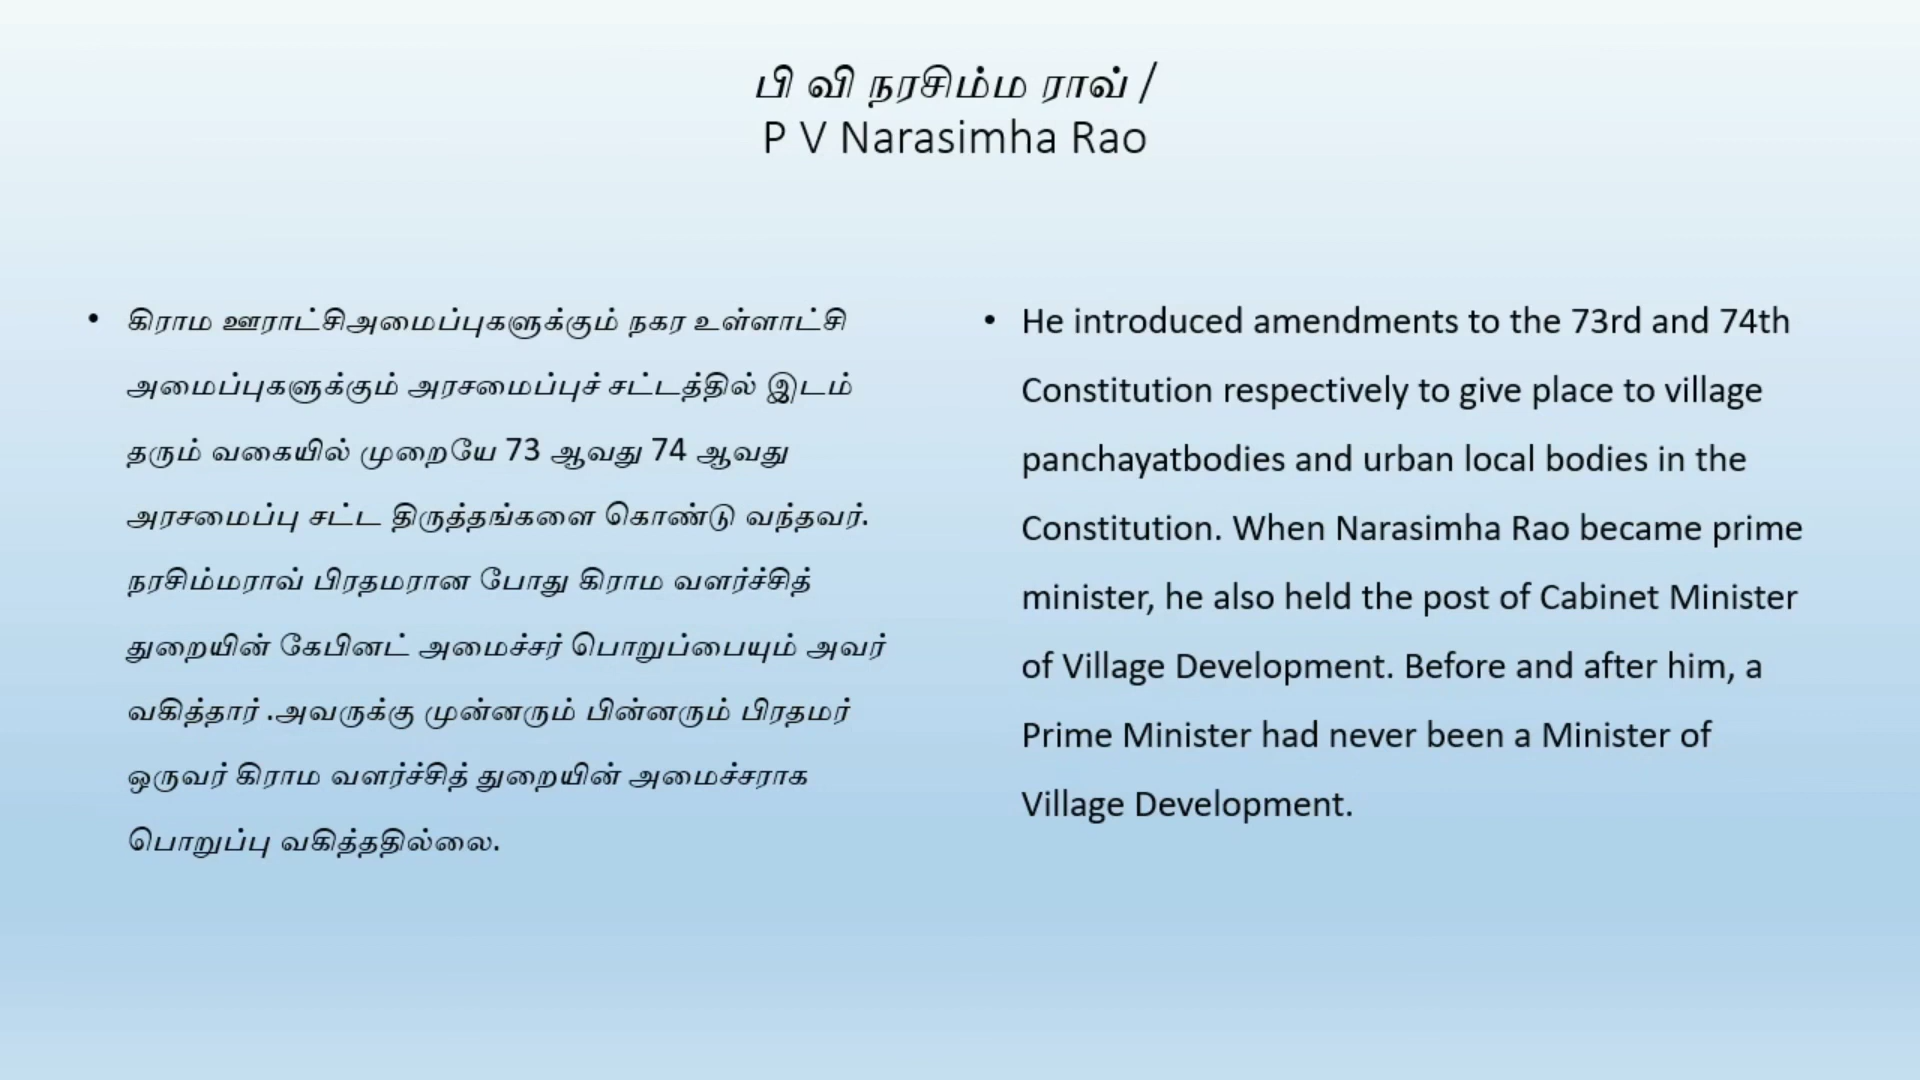 பி வி நரசிம்ம ராவ் /
P V Narasimha Rao
• கிராம ஊராட்சிஅமைப்புகளுக்கும் நகர உள்ளாட்சி
அமைப்புகளுக்கும் அரசமைப்புச் சட்டத்தில் இடம்
தரும் வகையில் முறையே 73 ஆவது 74 ஆவது
அரசமைப்பு சட்ட திருத்தங்களை கொண்டு வந்தவர்.
நரசிம்மராவ் பிரதமரான போது கிராம வளர்ச்சித்
துறையின் கேபினட் அமைச்சர் பொறுப்பையும் அவர்
வகித்தார் .அவருக்கு முன்னரும் பின்னரும் பிரதமர்
ஒருவர் கிராம வளர்ச்சித் துறையின் அமைச்சராக
பொறுப்பு வகித்ததில்லை.
• He introduced amendments to the 73rd and 74th
Constitution respectively to give place to village
panchayatbodies and urban local bodies in the
Constitution. When Narasimha Rao became prime
minister, he also held the post of Cabinet Minister
of Village Development. Before and after him, a
Prime Minister had never been a Minister of
Village Development.